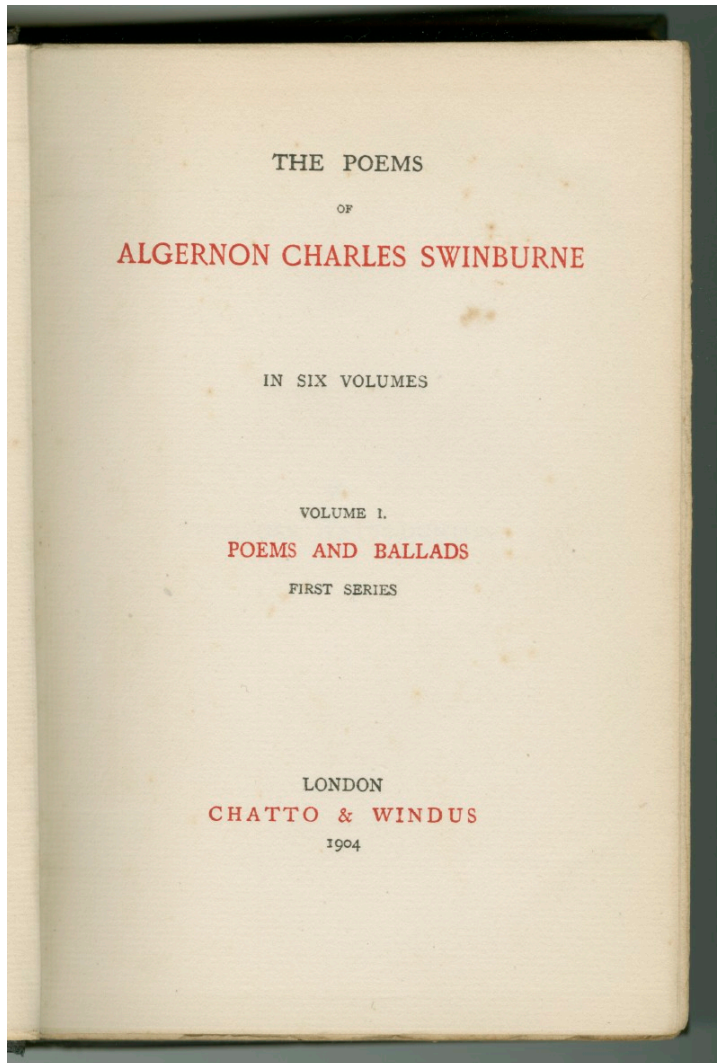 THE POEMS
OF
ALGERNON CHARLES SWINBURNE
IN SIX VOLUMES
VOLUME I.
POEMS AND BALLADS
FIRST SERIES
LONDON
CHATTO & WINDUS
1904